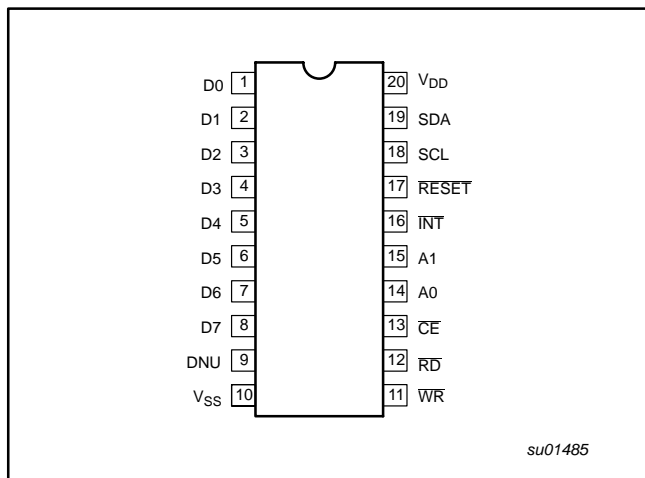 D0 1 20 VDD
D1 2 19 SDA
D2 3 18 SCL
D3 4 17 RESET
D4 5 16 INT
D5 6 15 A1
D6 7 14 A0
D7 8 13 CE
DNU 9 12 RD
VSS 10 11 WR
su01485